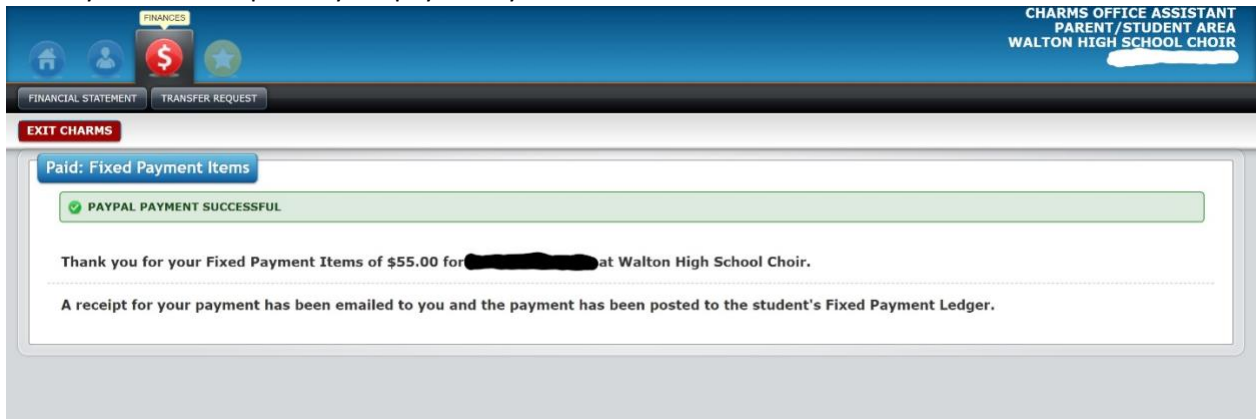 FINANCES
CHARMS OFFICE ASSISTANT
PARENT/STUDENT AREA
WALTON HIGH SCHOOL CHOIR
$
FINANCIAL STATEMENT TRANSFER REQUEST
EXIT CHARMS
Paid: Fixed Payment Items
PAYPAL PAYMENT SUCCESSFUL
Thank you for your Fixed Payment Items of $55.00 for at Walton High School Choir.
A receipt for your payment has been emailed to you and the payment has been posted to the student's Fixed Payment Ledger.